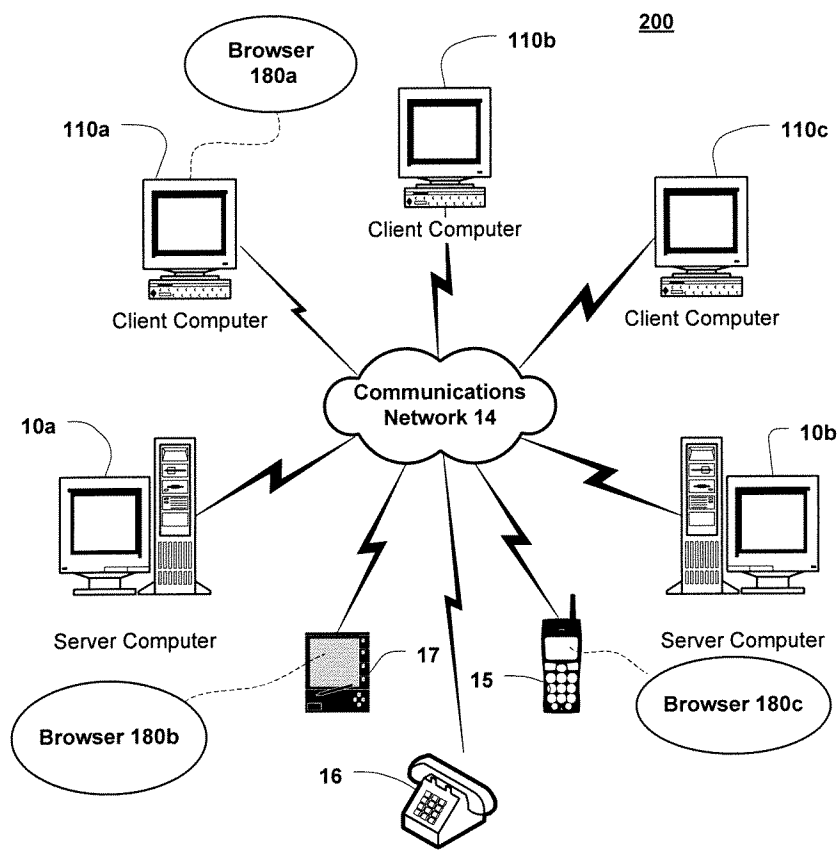 200
110b
Browser
180a
110a
110c
Client Computer
Client Computer
Client Computer
Communications
Network 14
10a
10b
Server Computer
Server Computer
17
15
Browser 180b
Browser 180c
16